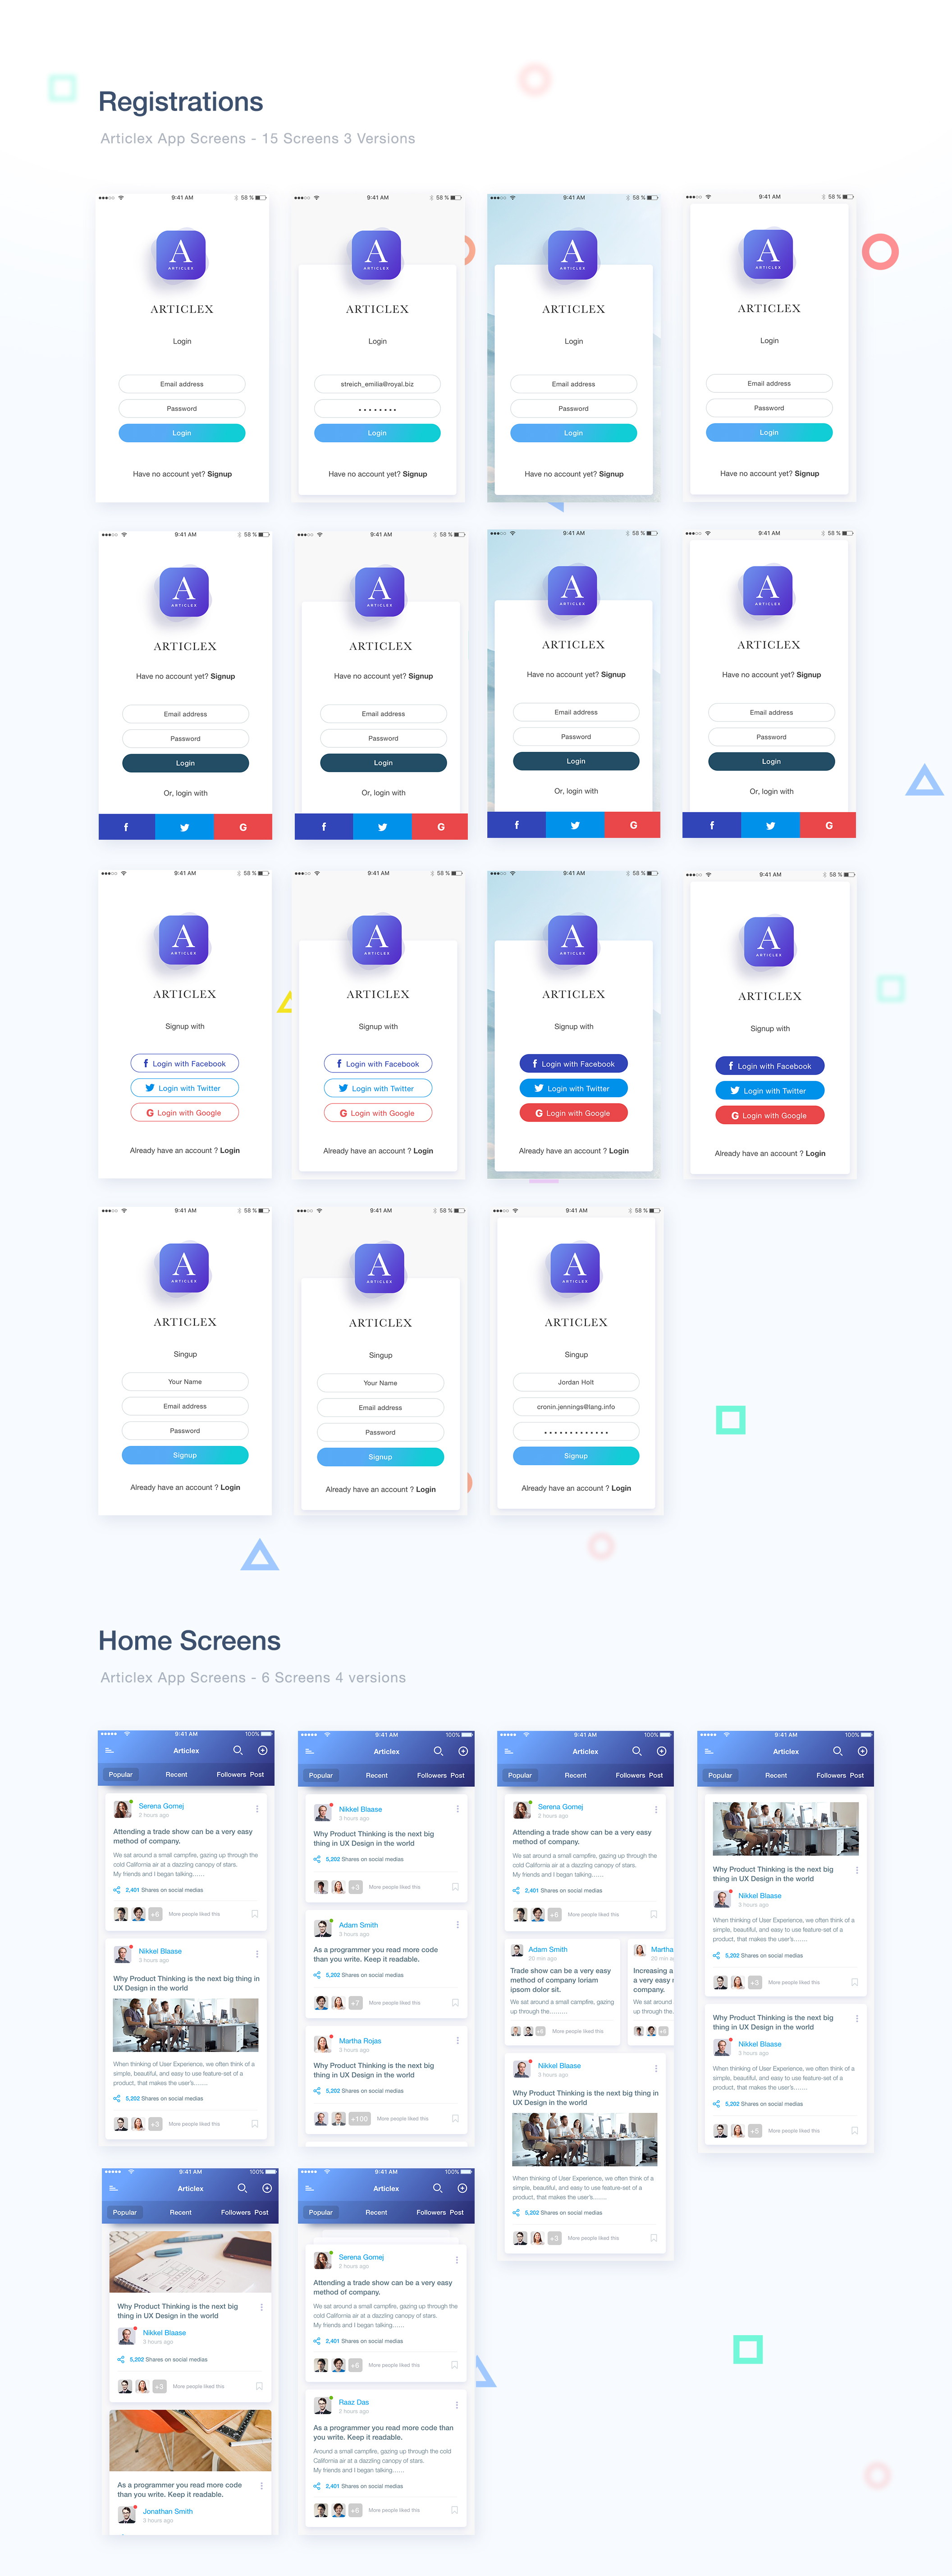 Registrations
Articlex App Screens - 15 Screens 3 Versions
9:41 AM 58 %
A
ARTICLEX
ARTICLEX
Login
Email address
Password
Login
Have no account yet? Signup
9:41 AM 58 %
A
ARTICLEX
ARTICLEX
Login
streich_emilia@royal.biz
Login
Have no account yet? Signup
9:41 AM 58 %
A
ARTICLEX
ARTICLEX
Login
Email address
Password
Login
Have no account yet? Signup
9:41 AM 58 %
A
ARTICLEX
ARTICLEX
Login
Email address
Password
Login
Have no account yet? Signup
9:41 AM 58 %
A
ARTICLEX
ARTICLEX
Have no account yet? Signup
Email address
Password
Login
Or, login with
f G
9:41 AM 58 %
A
ARTICLEX
ARTICLEX
Have no account yet? Signup
Email address
Password
Login
Or, login with
f G
9:41 AM 58 %
A
ARTICLEX
ARTICLEX
Have no account yet? Signup
Email address
Password
Login
Or, login with
f G
9:41 AM 58 %
A
ARTICLEX
ARTICLEX
Have no account yet? Signup
Email address
Password
Login
Or, login with
f G
9:41 AM 58 %
A
ARTICLEX
ARTICLEX
Signup with
f Login with Facebook
Login with Twitter
G Login with Google
Already have an account ? Login
9:41 AM 58 %
A
ARTICLEX
ARTICLEX
Signup with
f Login with Facebook
Login with Twitter
G Login with Google
Already have an account ? Login
9:41 AM 58 %
A
ARTICLEX
ARTICLEX
Signup with
f Login with Facebook
Login with Twitter
G Login with Google
Already have an account ? Login
9:41 AM 58 %
A
ARTICLEX
ARTICLEX
Signup with
f Login with Facebook
Login with Twitter
G Login with Google
Already have an account ? Login
9:41 AM 58 %
A
ARTICLEX
ARTICLEX
Singup
Your Name
Email address
Password
Signup
Already have an account ? Login
9:41 AM 58 %
A
ARTICLEX
ARTICLEX
Singup
Your Name
Email address
Password
Signup
Already have an account ? Login
9:41 AM 58 %
A
ARTICLEX
ARTICLEX
Singup
Jordan Holt
cronin.jennings@lang.info
Signup
Already have an account ? Login
Home Screens
Articlex App Screens - 6 Screens 4 versions
9:41 AM 100%
Articlex
Popular Recent Followers Post
Serena Gomej
2 hours ago
Attending a trade show can be a very easy
method of company.
We sat around a small campfire, gazing up through the
cold California air at a dazzling canopy of stars.
My friends and I began talking......
2,401 Shares on social medias
+6 More people liked this
Nikkel Blaase
3 hours ago
Why Product Thinking is the next big thing in
UX Design in the world
When thinking of User Experience, we often think of a
simple, beautiful, and easy to use feature-set of a
product, that makes the user's.......
5,202 Shares on social medias
+3 More people liked this
9:41 AM 100%
Articlex
Popular Recent Followers Post
Nikkel Blaase
3 hours ago
Why Product Thinking is the next big
thing in UX Design in the world
5,202 Shares on social medias
+3 More people liked this
Adam Smith
3 hours ago
As a programmer you read more code
than you write. Keep it readable.
5,202 Shares on social medias
+7 More people liked this
Martha Rojas
3 hours ago
Why Product Thinking is the next big
thing in UX Design in the world
5,202 Shares on social medias
+100 More people liked this
9:41 AM 100%
Articlex
Popular Recent Followers Post
Serena Gomej
2 hours ago
Attending a trade show can be a very easy
method of company.
We sat around a small campfire, gazing up through the
cold California air at a dazzling canopy of stars.
My friends and I began talking......
2,401 Shares on social medias
+6 More people liked this
Adam Smith
20 min ago
Trade show can be a very easy
method of company loriam
ipsom dolor sit.
We sat around a small campfire, gazing
up through the.........
More people liked this
Martha
20 min a
Increasing a
a very easy
of company.
We sat around
up through the.
Nikkel Blaase
3 hours ago
Why Product Thinking is the next big thing in
UX Design in the world
When thinking of User Experience, we often think of a
simple, beautiful, and easy to use feature-set of a
product, that makes the user's.......
5,202 Shares on social medias
+3 More people liked this
9:41 AM 100%
Articlex
Popular Recent Followers Post
Why Product Thinking is the next big
thing in UX Design in the world
Nikkel Blaase
3 hours ago
When thinking of User Experience, we often think of a
simple, beautiful, and easy to use feature-set of a
product, that makes the user's.......
5,202 Shares on social medias
+3 More people liked this
Why Product Thinking is the next big
thing in UX Design in the world
Nikkel Blaase
3 hours ago
When thinking of User Experience, we often think of a
simple, beautiful, and easy to use feature-set of a
product, that makes the user's.......
5,202 Shares on social medias
+5 More people liked this
9:41 AM 100%
Articlex
Popular Recent Followers Post
Why Product Thinking is the next big
thing in UX Design in the world
Nikkel Blaase
3 hours ago
5,202 Shares on social medias
+3 More people liked this
As a programmer you read more code
than you write. Keep it readable.
Jonathan Smith
3 hours ago
9:41 AM 100%
Articlex
Popular Recent Followers Post
Serena Gomej
2 hours ago
Attending a trade show can be a very easy
method of company.
We sat around a small campfire, gazing up through the
cold California air at a dazzling canopy of stars.
My friends and I began talking......
2,401 Shares on social medias
+6 More people liked this
Raaz Das
2 hours ago
As a programmer you read more code than
you write. Keep it readable.
Around a small campfire, gazing up through the cold
California air at a dazzling canopy of stars.
My friends and I began talking......
2,401 Shares on social medias
+6 More people liked this